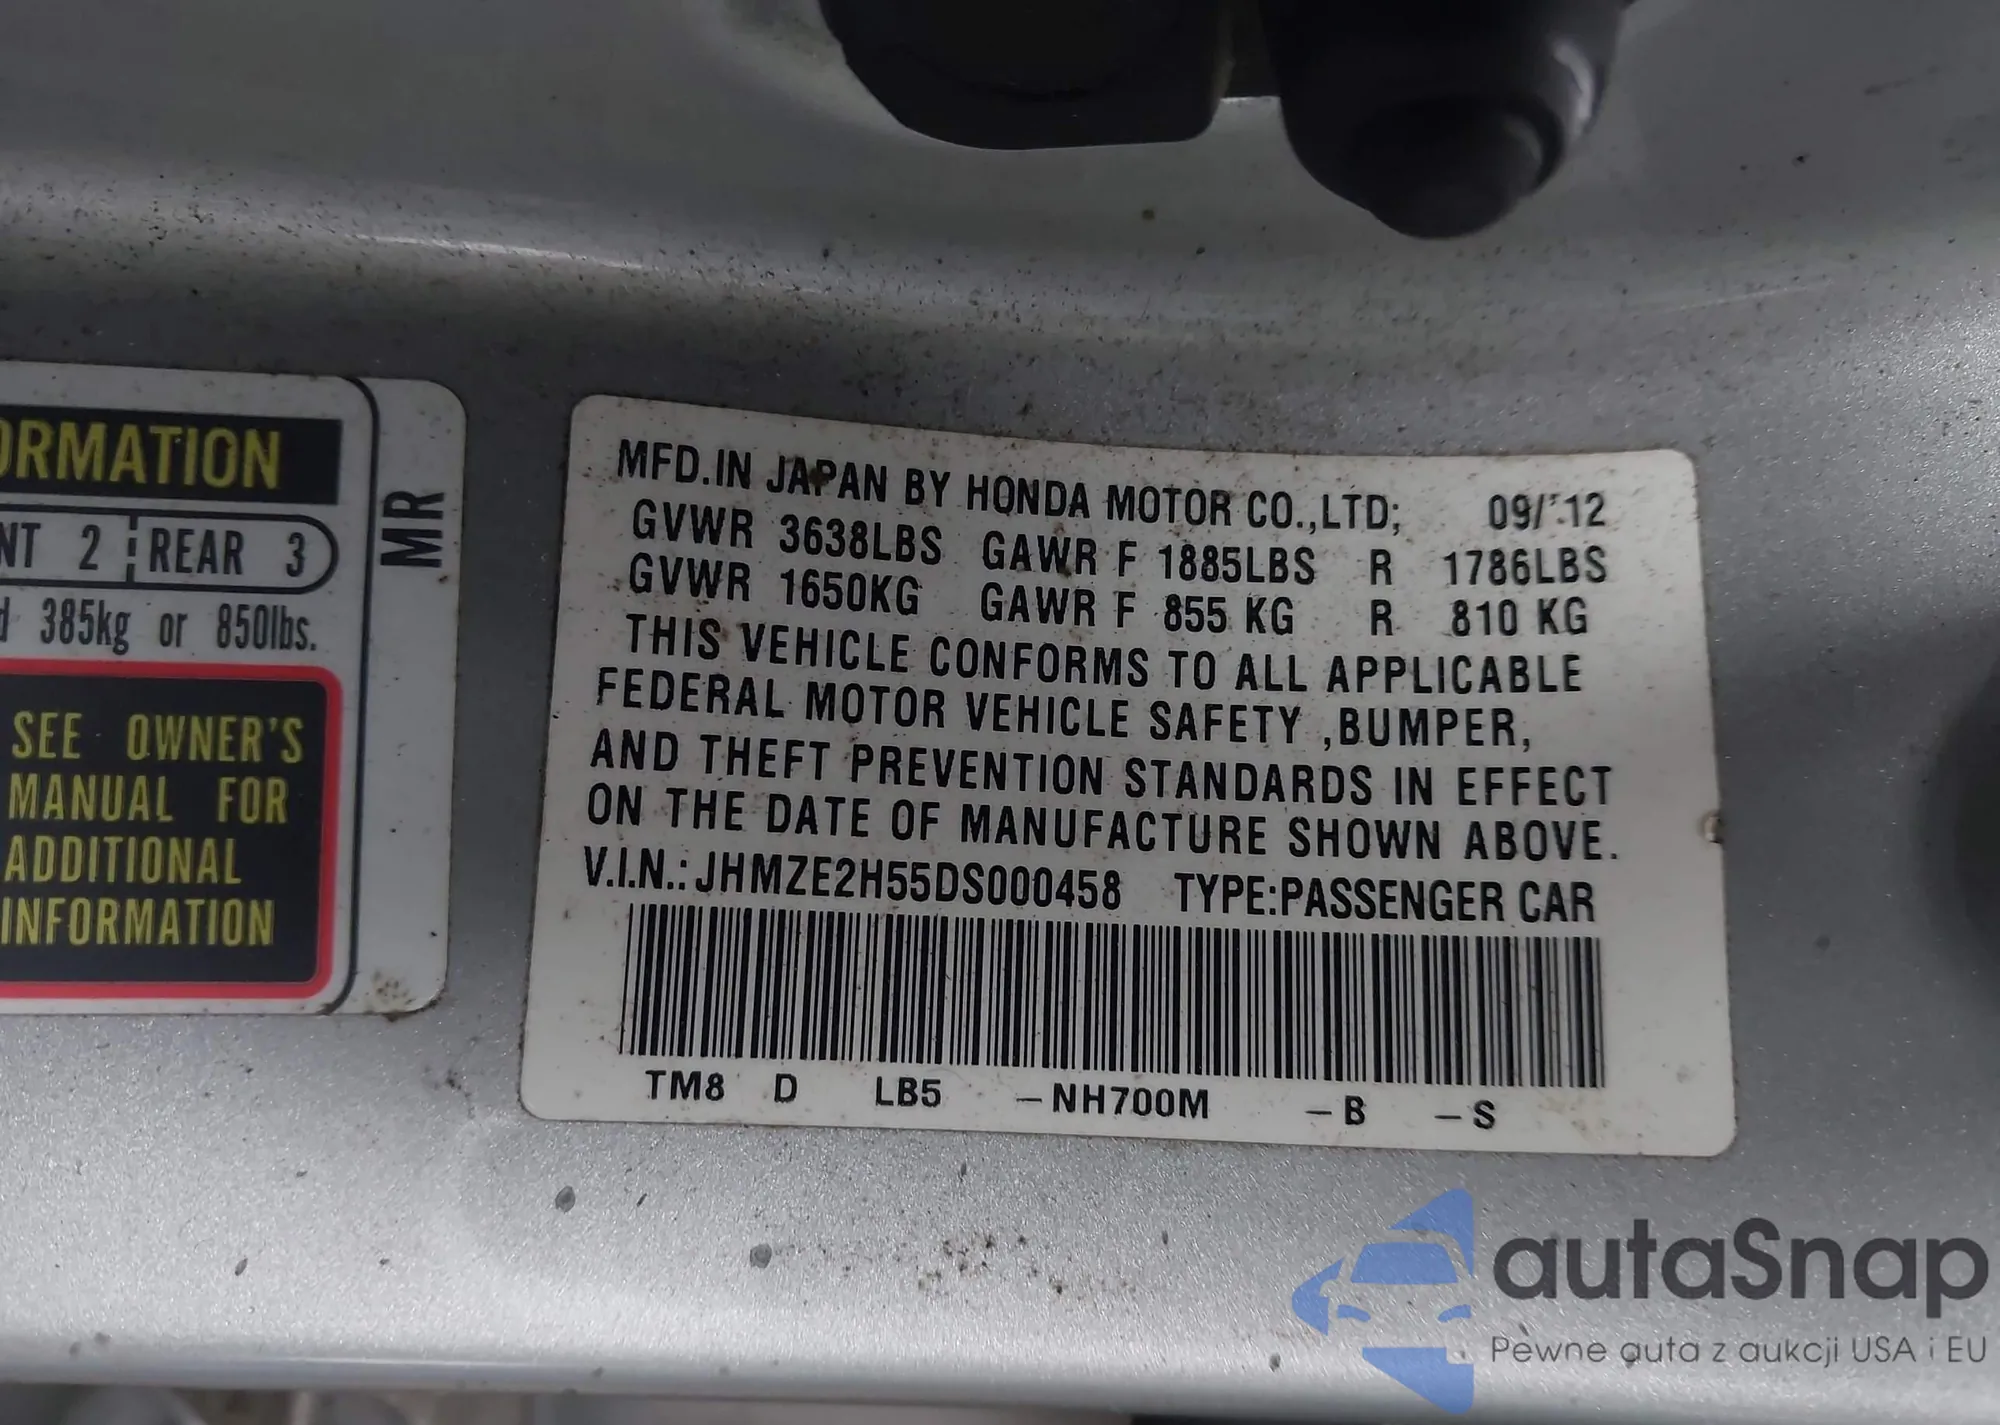 ORMATION
NT 2 REAR 3
d 385kg or 850lbs.
SEE OWNER'S
MANUAL FOR
ADDITIONAL
INFORMATION
MR
MFD.IN JAPAN BY HONDA MOTOR CO.,LTD; 09/'12
GVWR 3638LBS GAWR F 1885LBS R 1786LBS
GVWR 1650KG GAWR F 855 KG R 810 KG
THIS VEHICLE CONFORMS TO ALL APPLICABLE
FEDERAL MOTOR VEHICLE SAFETY ,BUMPER,
AND THEFT PREVENTION STANDARDS IN EFFECT
ON THE DATE OF MANUFACTURE SHOWN ABOVE.
V.I.N.: JHMZE2H55DS000458 TYPE:PASSENGER CAR
TM8 D LB5 -NH700M -B -S
autaSnap
Pewne auta z aukcji USA i EU